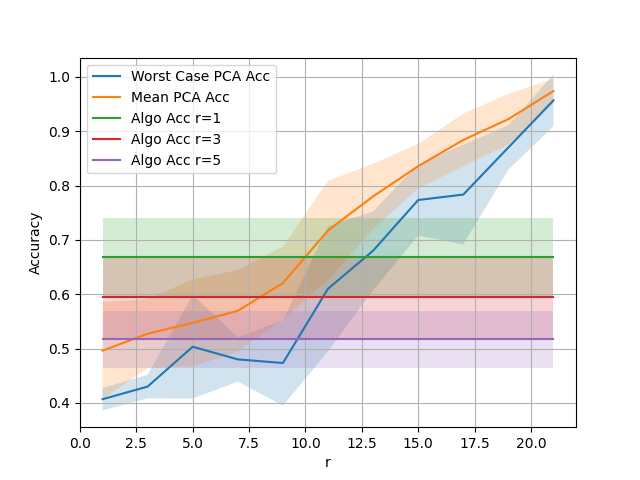 Worst Case PCA Acc
Mean PCA Acc
Algo Acc r=1
Algo Acc r=3
Algo Acc r=5
1.0
0.9
0.8
0.7
0.6
0.5
0.4
Accuracy
0.0 2.5 5.0 7.5 10.0 12.5 15.0 17.5 20.0
r